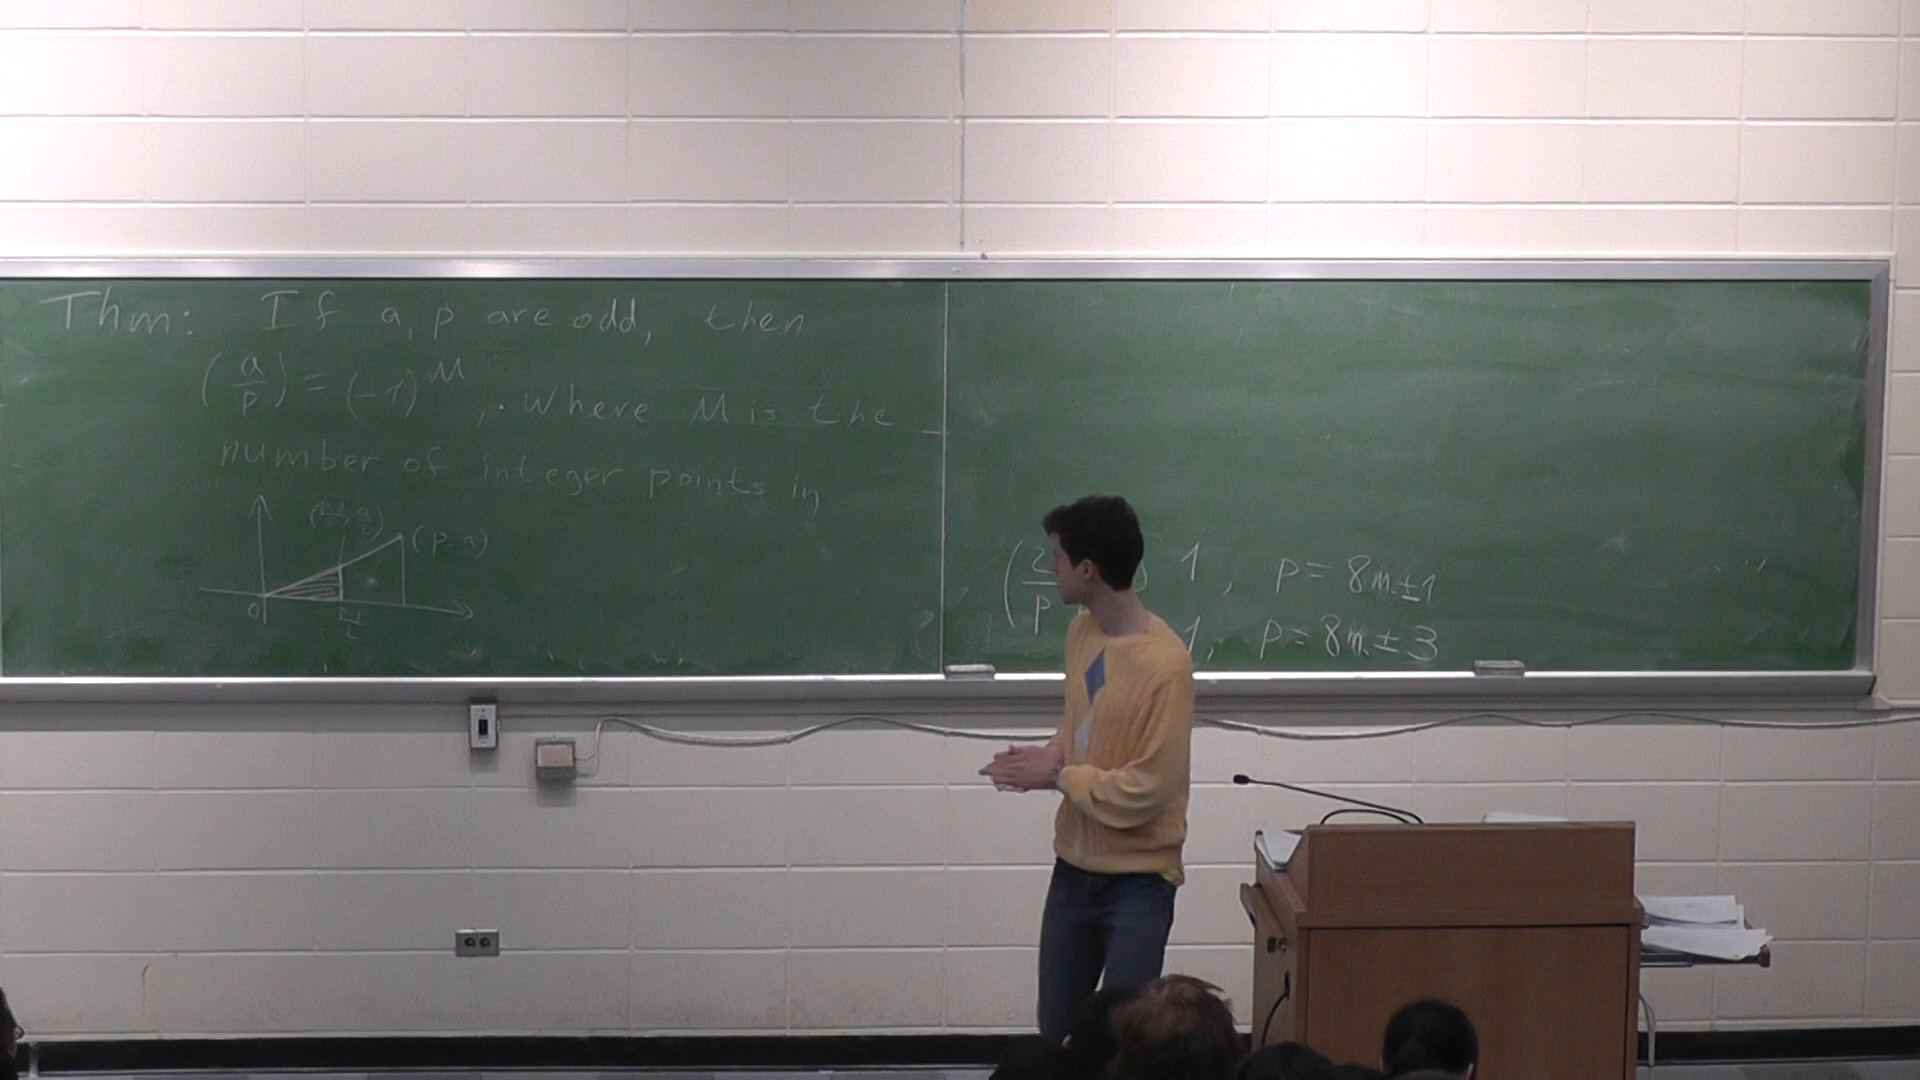 Thm: If a, p are odd, then
(a/p) = (-1)^M, where M is the
number of integer points in
(p, a)
0
(2/p) 1, p = 8m±1
1, p = 8m±3